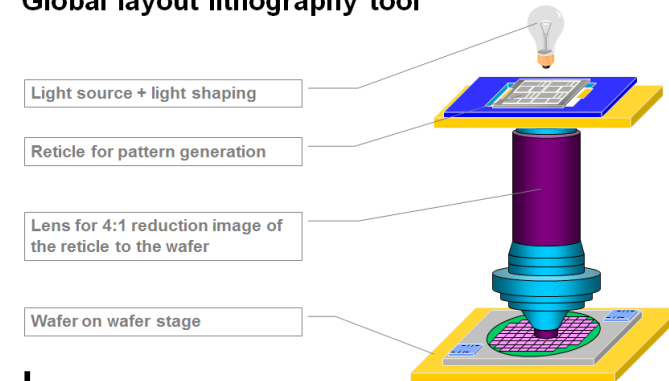 Global layout lithography tool
Light source + light shaping
Reticle for pattern generation
Lens for 4:1 reduction image of
the reticle to the wafer
Wafer on wafer stage